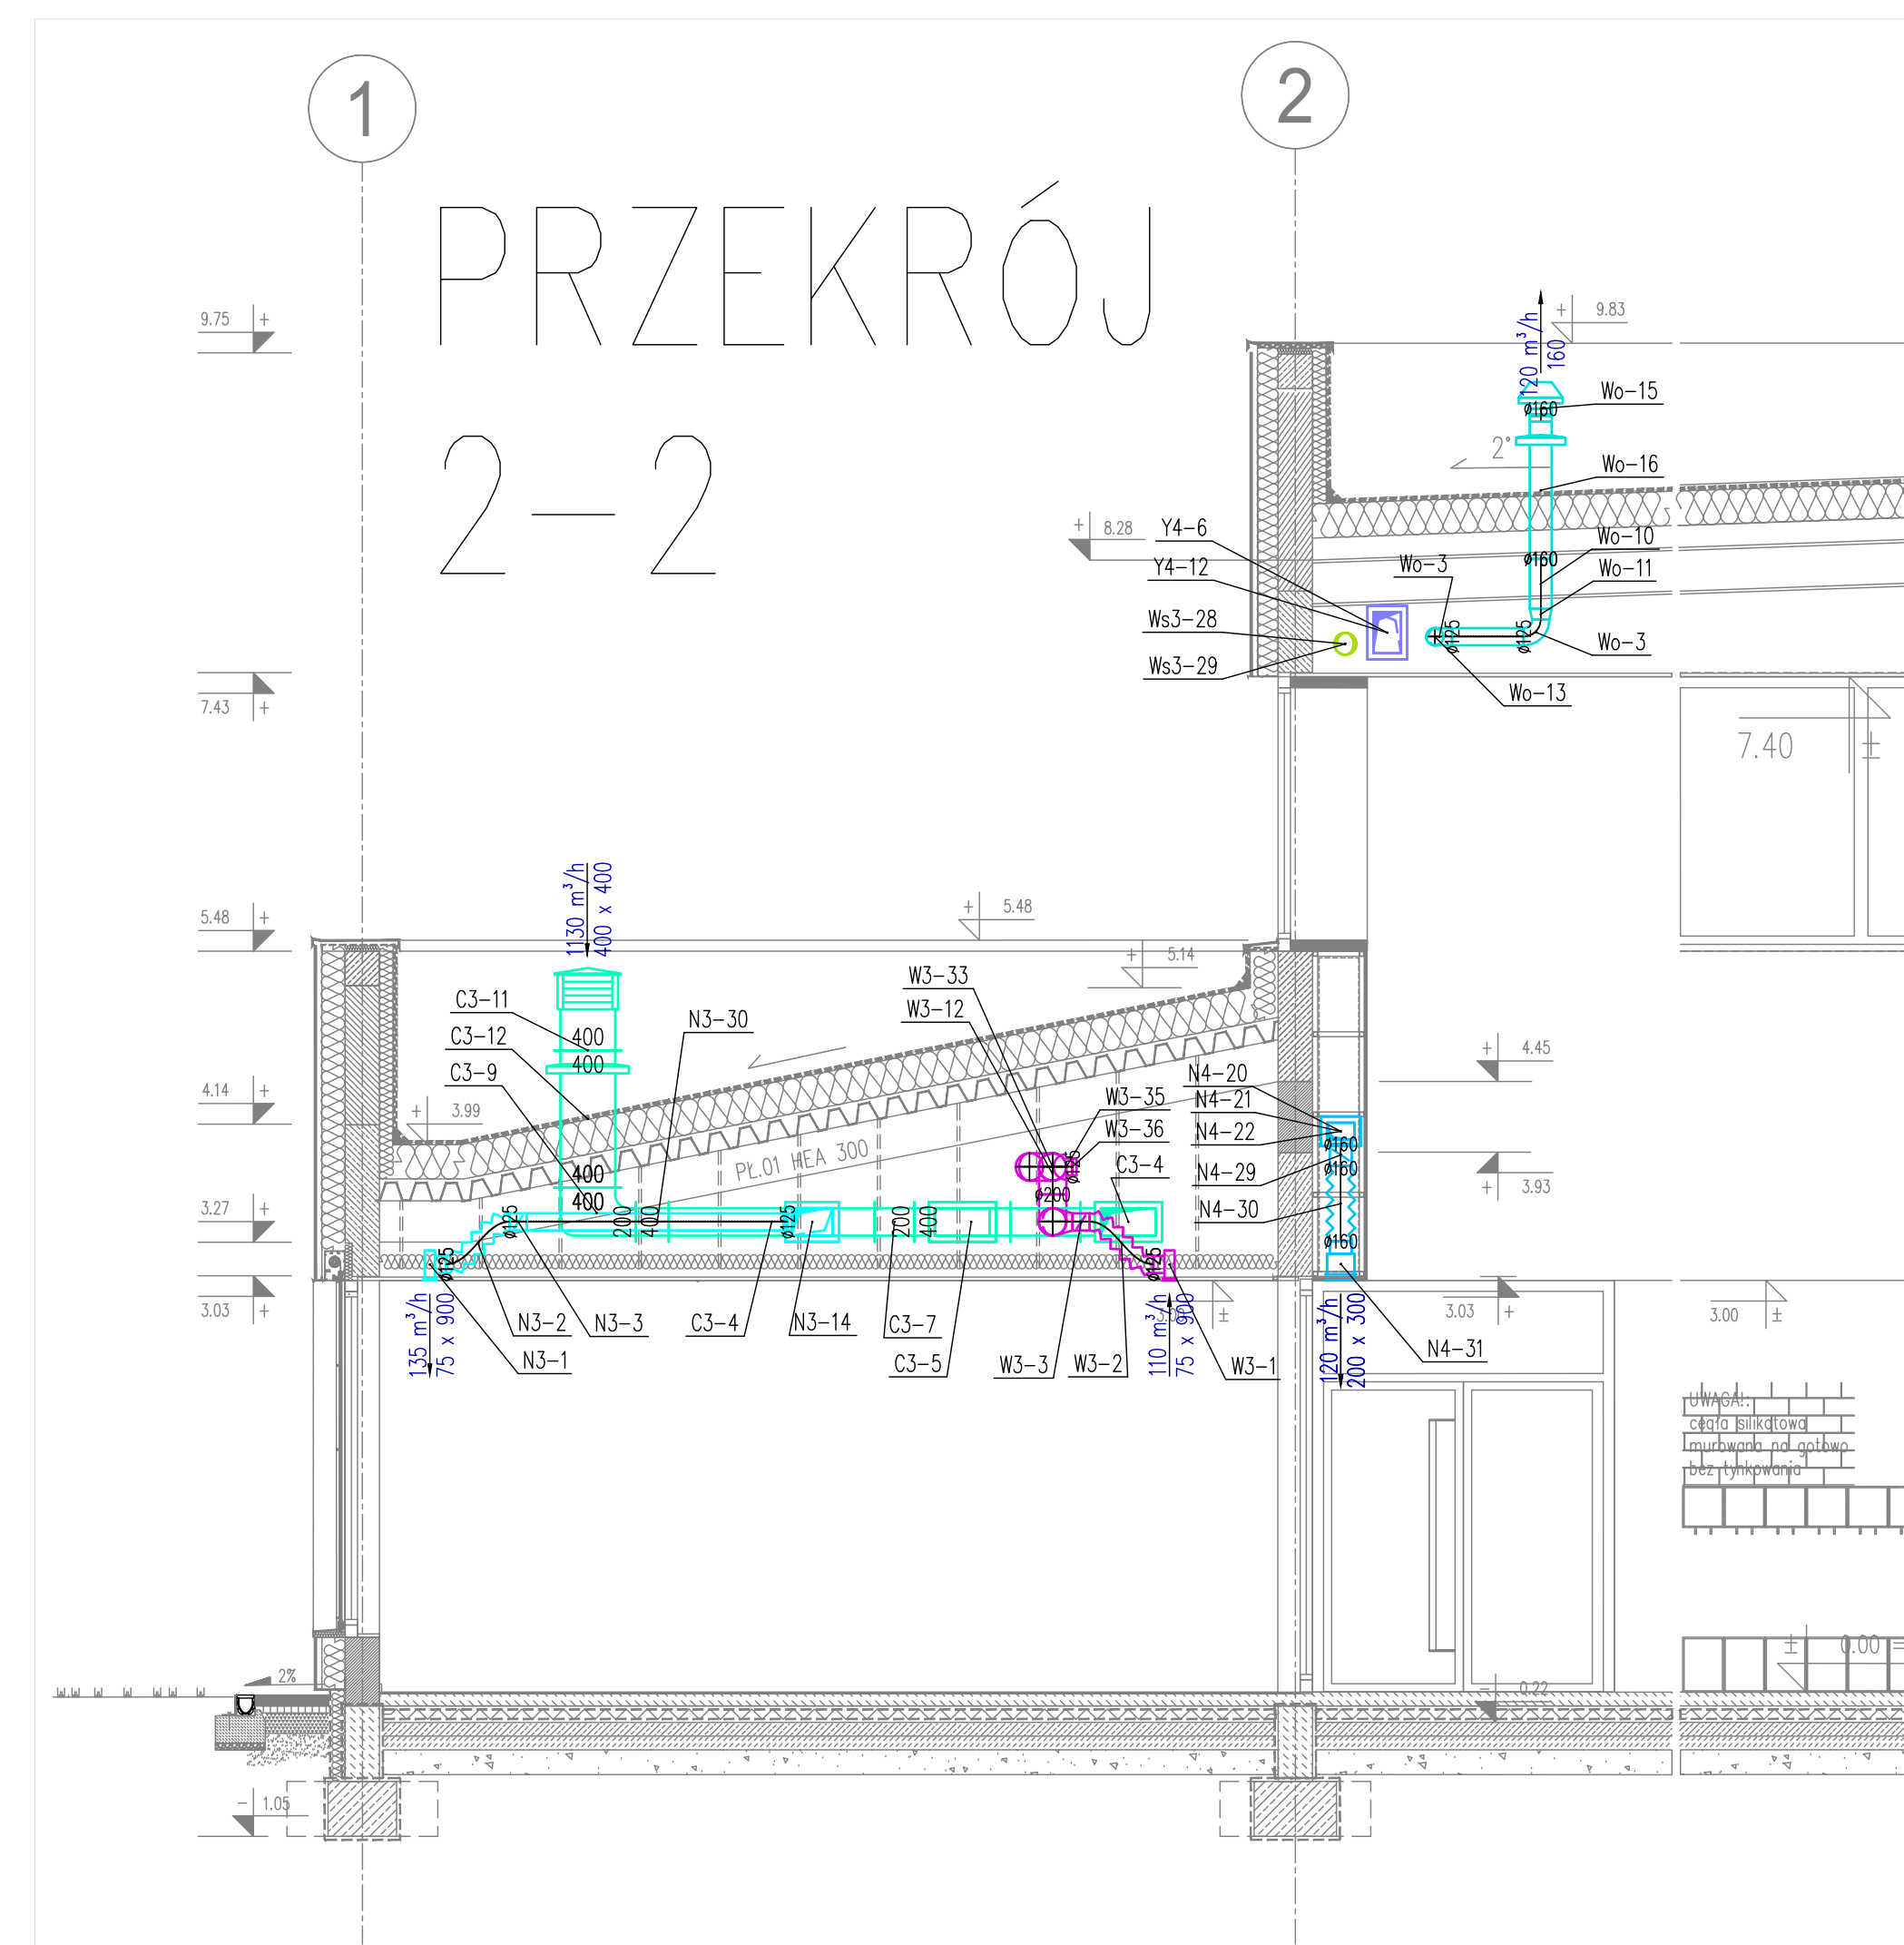 1
2
PRZEKRÓJ
2-2
9.75 +
+ 9.83
120 m³/h
160
Wo-15
ø160
2°
Wo-16
+ 8.28
Y4-6
Wo-10
Wo-3
ø160
Y4-12
Wo-11
Ws3-28
ø125
ø125
Wo-3
Ws3-29
Wo-13
7.43 +
7.40 ±
1130 m³/h
400 x 400
5.48 +
+ 5.48
+ 5.14
W3-33
C3-11
W3-12
N3-30
C3-12
400
400
+ 4.45
C3-9
N4-20
4.14 +
+ 3.99
W3-35
N4-21
W3-36
N4-22
ø160
PŁ.01 HEA 300
C3-4
N4-29
ø160
400
400
ø125
ø200
+ 3.93
3.27 +
N4-30
ø125
200
400
ø125
200
400
ø160
ø125
ø125
3.03 +
135 m³/h
75 x 900
N3-2
N3-3
C3-4
N3-14
C3-7
110 m³/h
75 x 900
3.00 ±
120 m³/h
200 x 300
3.03 +
3.00 ±
N3-1
C3-5
W3-3
W3-2
W3-1
N4-31
UWAGA!:
cegła silikatowa
murowana na gotowo
bez tynkowania
± 0.00 =
2%
- 0.22
- 1.05